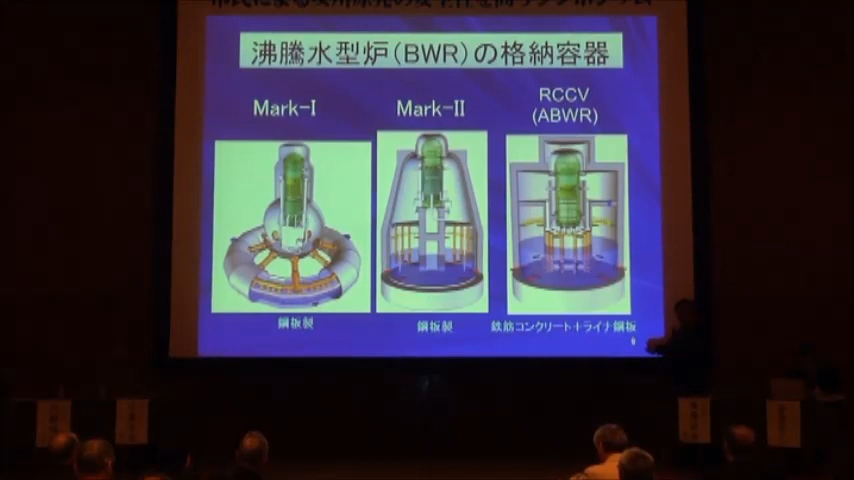 沸騰水型炉(BWR)の格納容器
Mark-I
Mark-II
RCCV
(ABWR)
鋼板製
鋼板製
鉄筋コンクリート+ライナ鋼板